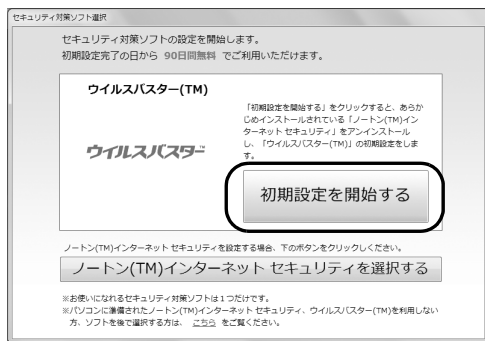 セキュリティ対策ソフト選択
セキュリティ対策ソフトの設定を開始します。
初期設定完了の日から 90日間無料 でご利用いただけます。
ウイルスバスター(TM)
ウイルスバスター™
「初期設定を開始する」をクリックすると、あらか
じめインストールされている「ノートン(TM)イン
ターネット セキュリティ」をアンインストール
し、「ウイルスバスター(TM)」の初期設定をしま
す。
初期設定を開始する
ノートン(TM)インターネット セキュリティを設定する場合、下のボタンをクリックしください。
ノートン(TM)インターネット セキュリティを選択する
※お使いになれるセキュリティ対策ソフトは１つだけです。
※パソコンに準備されたノートン(TM)インターネット セキュリティ、ウイルスバスター(TM)を利用しない
方、ソフトを後で選択する方は、 こちら をご覧ください。